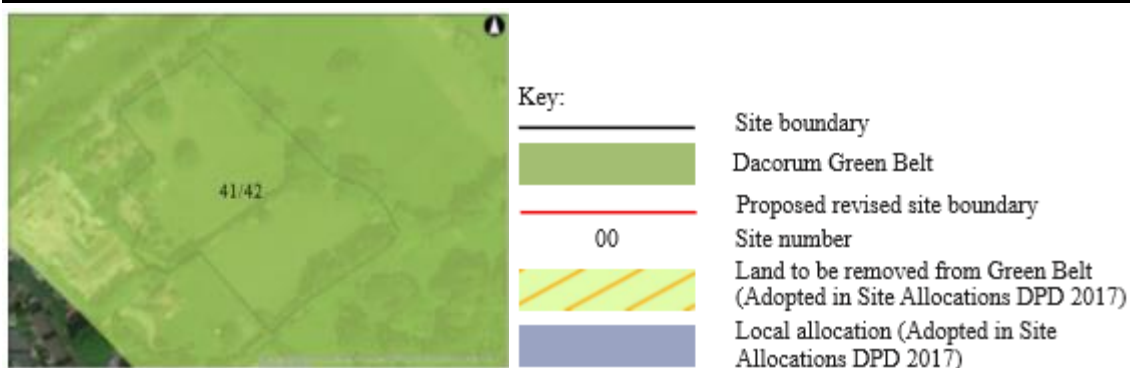 41/42
Key:
Site boundary
Dacorum Green Belt
Proposed revised site boundary
00
Site number
Land to be removed from Green Belt
(Adopted in Site Allocations DPD 2017)
Local allocation (Adopted in Site
Allocations DPD 2017)